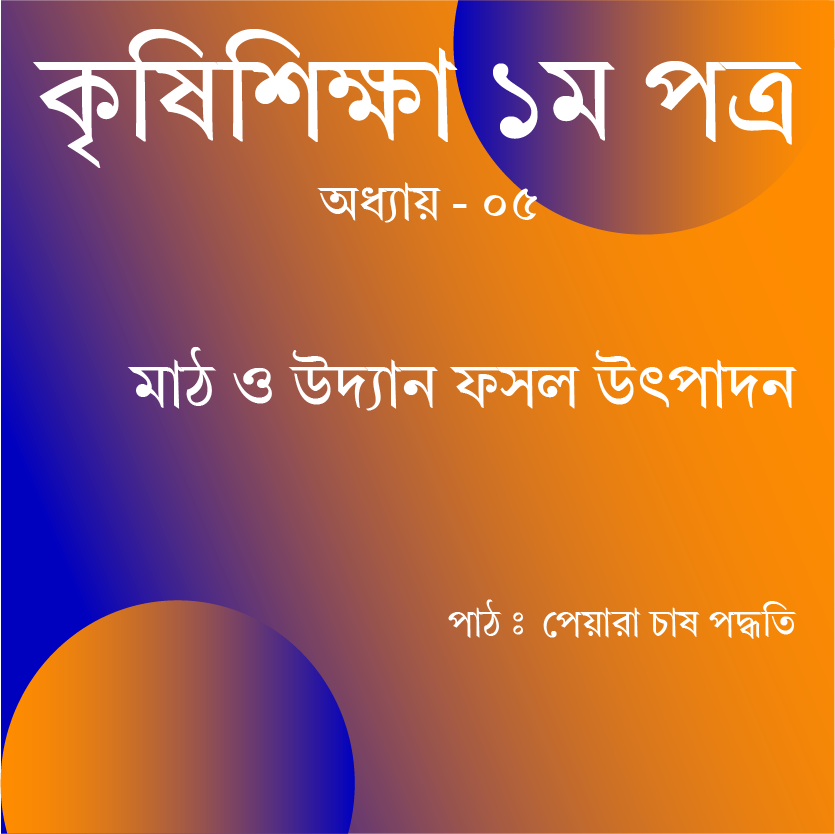 কৃষিশিক্ষা ১ম পত্র
অধ্যায় - ০৫
মাঠ ও উদ্যান ফসল উৎপাদন
পাঠ ঃ পেয়ারা চাষ পদ্ধতি